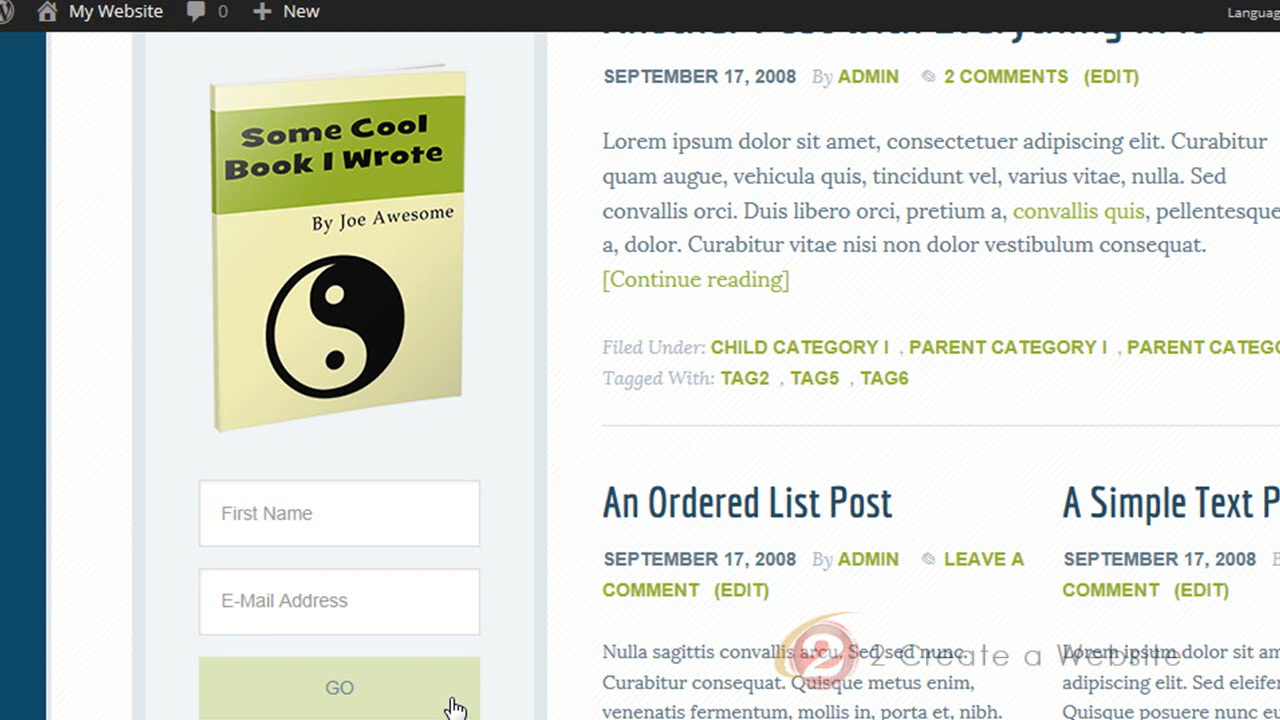 My Website 0 New
Languag
Some Cool
Book I Wrote
By Joe Awesome
First Name
E-Mail Address
GO
SEPTEMBER 17, 2008 By ADMIN 2 COMMENTS (EDIT)
Lorem ipsum dolor sit amet, consectetuer adipiscing elit. Curabitur
quam augue, vehicula quis, tincidunt vel, varius vitae, nulla. Sed
convallis orci. Duis libero orci, pretium a, convallis quis, pellentesque
a, dolor. Curabitur vitae nisi non dolor vestibulum consequat.
[Continue reading]
Filed Under: CHILD CATEGORY I , PARENT CATEGORY I , PARENT CATEGO
Tagged With: TAG2 , TAG5 , TAG6
An Ordered List Post
SEPTEMBER 17, 2008 By ADMIN LEAVE A
COMMENT (EDIT)
Nulla sagittis convallis arcu. Sed sed nunc.
Curabitur consequat. Quisque metus enim,
venenatis fermentum, mollis in, porta et, nibh.
A Simple Text P
SEPTEMBER 17, 2008
COMMENT (EDIT)
Lorem ipsum dolor sit am
adipiscing elit. Sed eleifer
Quisque posuere nunc eu
2 Create a Website